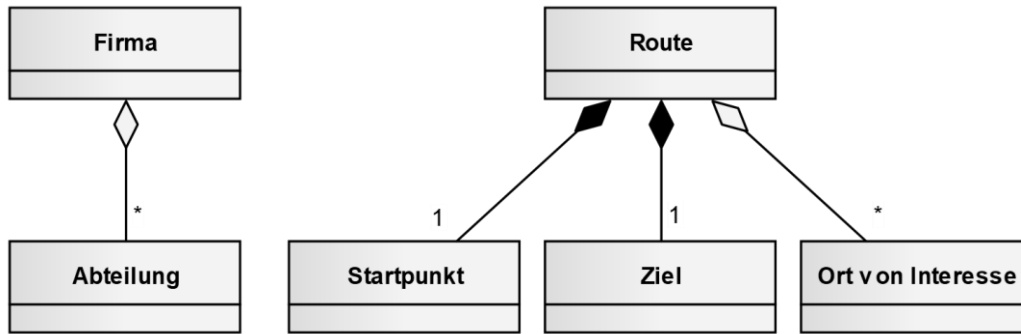 Firma
Route
*
1
1
*
Abteilung
Startpunkt
Ziel
Ort von Interesse